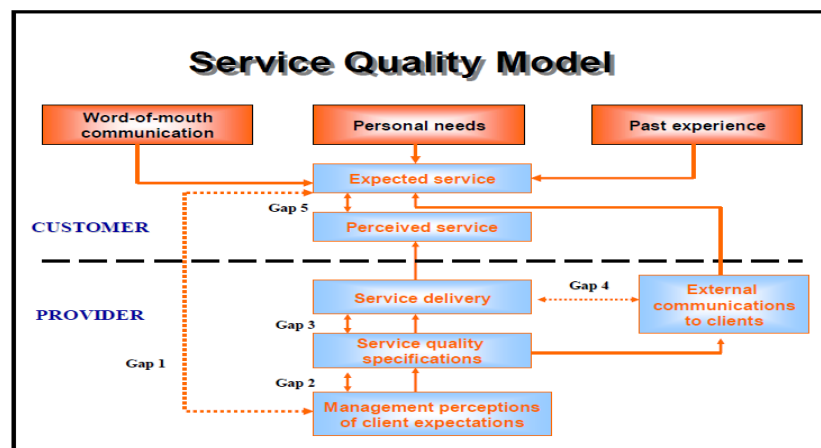 Service Quality Model
Word-of-mouth
communication
Personal needs
Past experience
Expected service
Gap 5
CUSTOMER
Perceived service
Service delivery
Gap 4
External
communications
to clients
PROVIDER
Gap 3
Service quality
specifications
Gap 1
Gap 2
Management perceptions
of client expectations